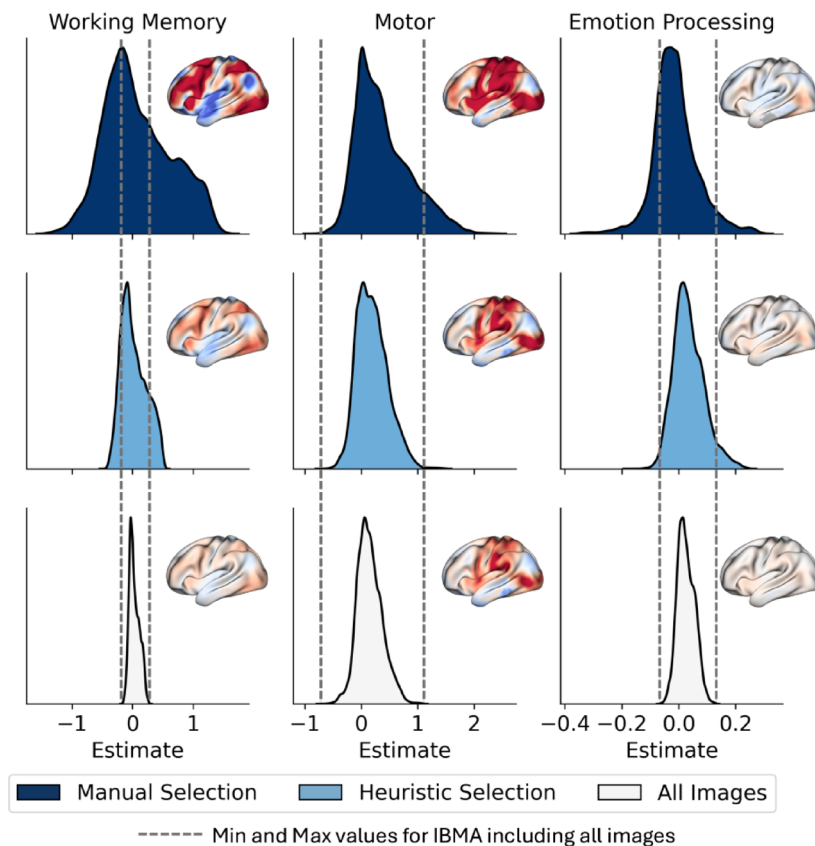 Working Memory Motor Emotion Processing
−1 0 1 −1 0 1 2 −0.4 −0.2 0.0 0.2
Estimate Estimate Estimate
Manual Selection Heuristic Selection All Images
Min and Max values for IBMA including all images